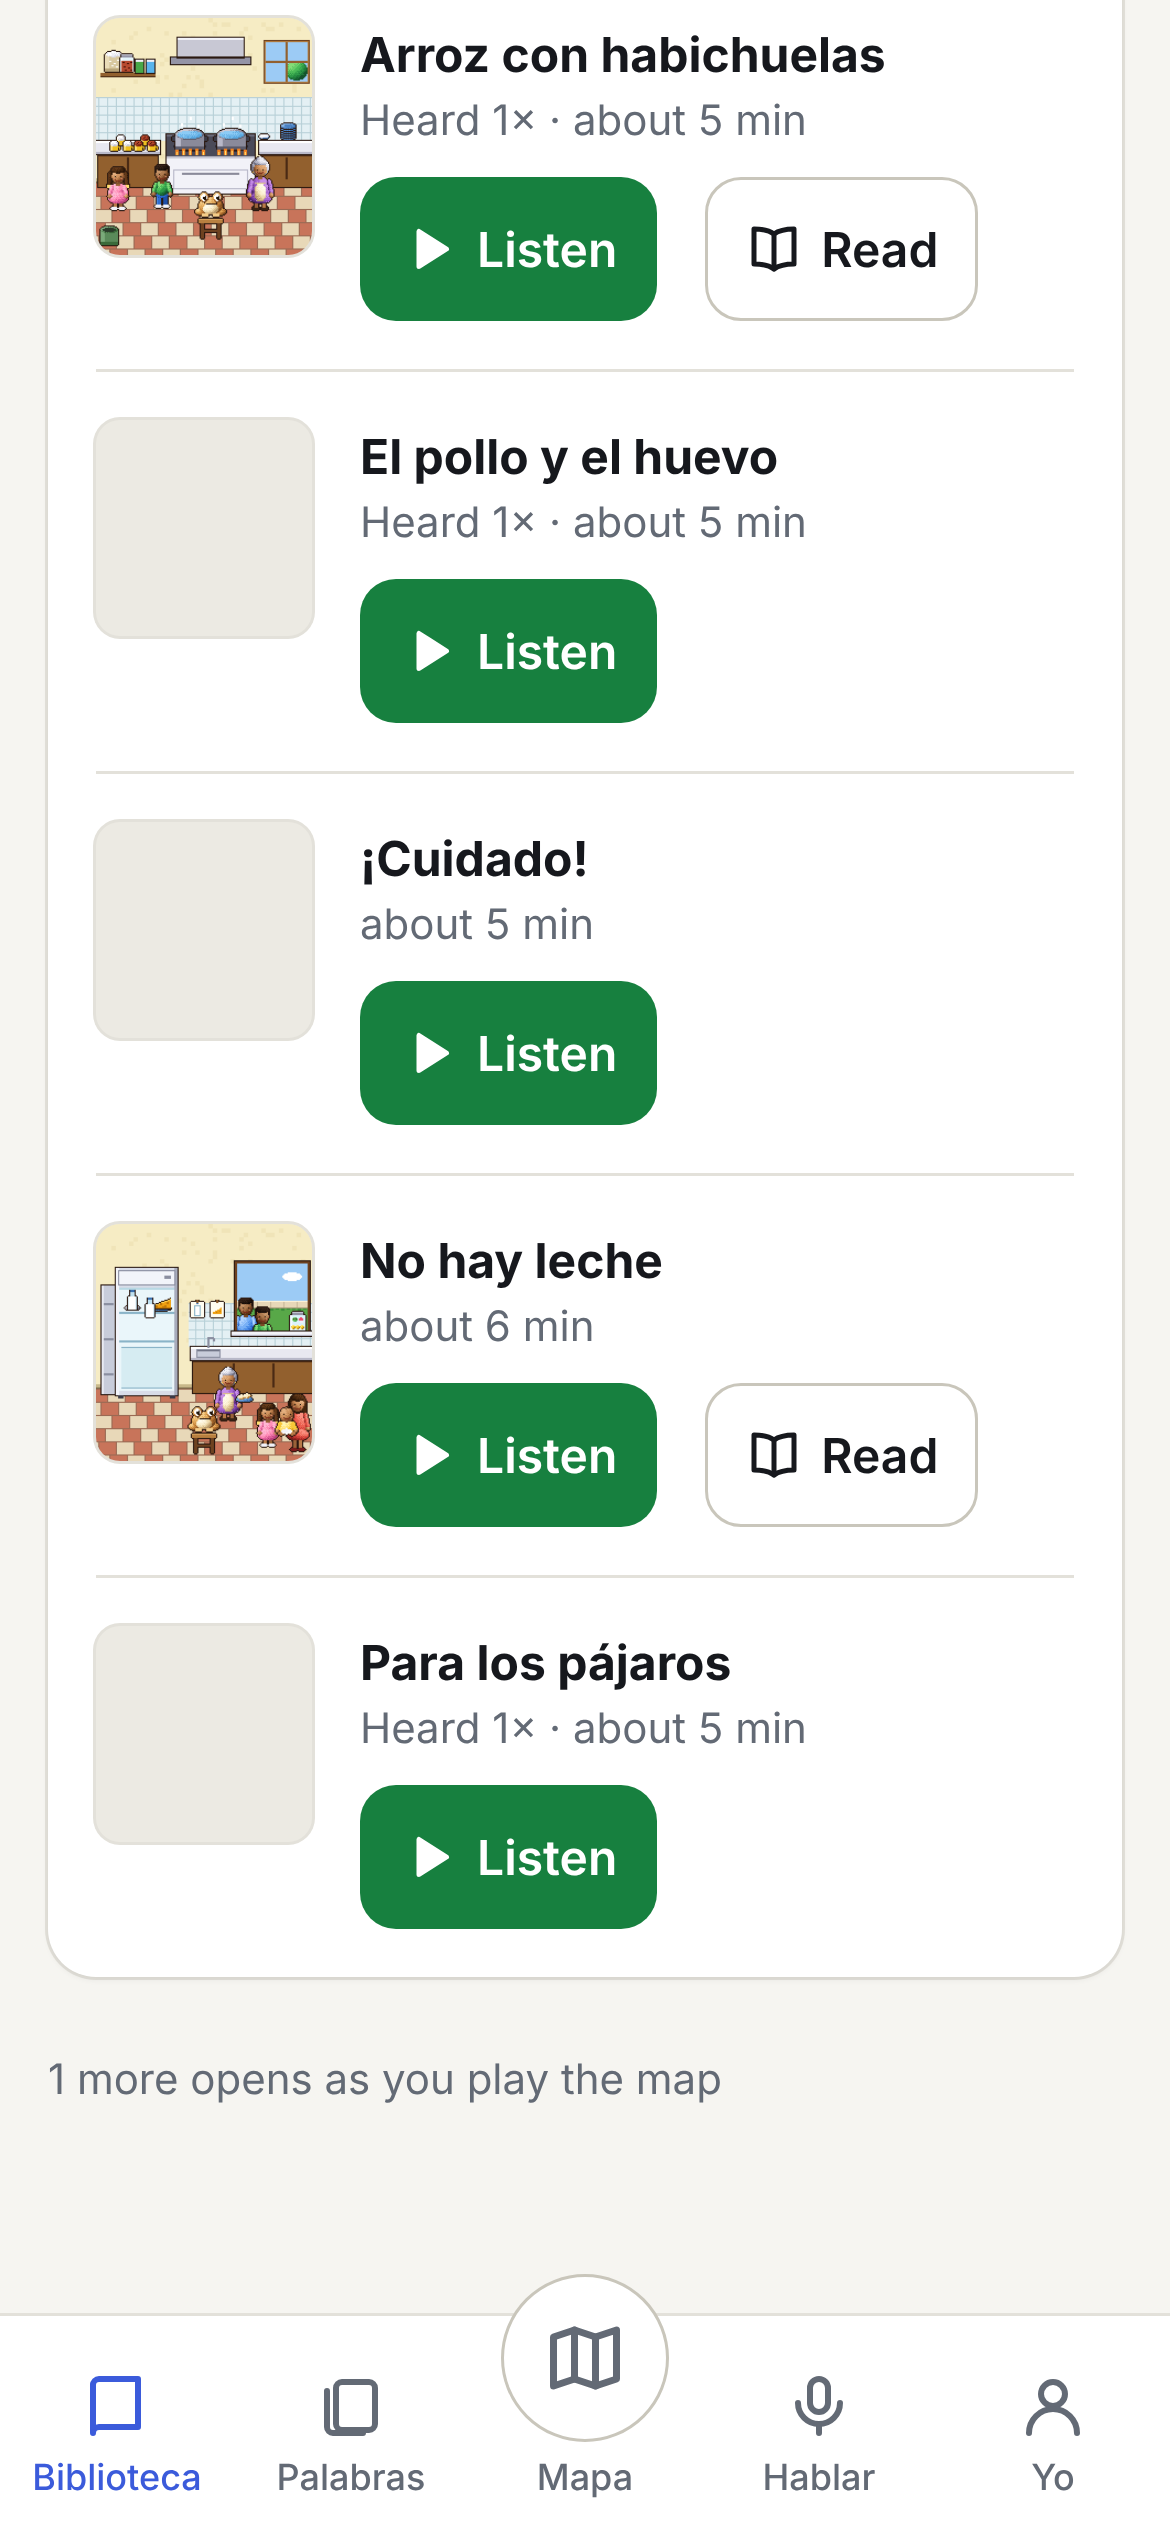 Arroz con habichuelas
Heard 1× · about 5 min
Listen
Read
El pollo y el huevo
Heard 1× · about 5 min
Listen
¡Cuidado!
about 5 min
Listen
No hay leche
about 6 min
Listen
Read
Para los pájaros
Heard 1× · about 5 min
Listen
1 more opens as you play the map
Biblioteca
Palabras
Mapa
Hablar
Yo